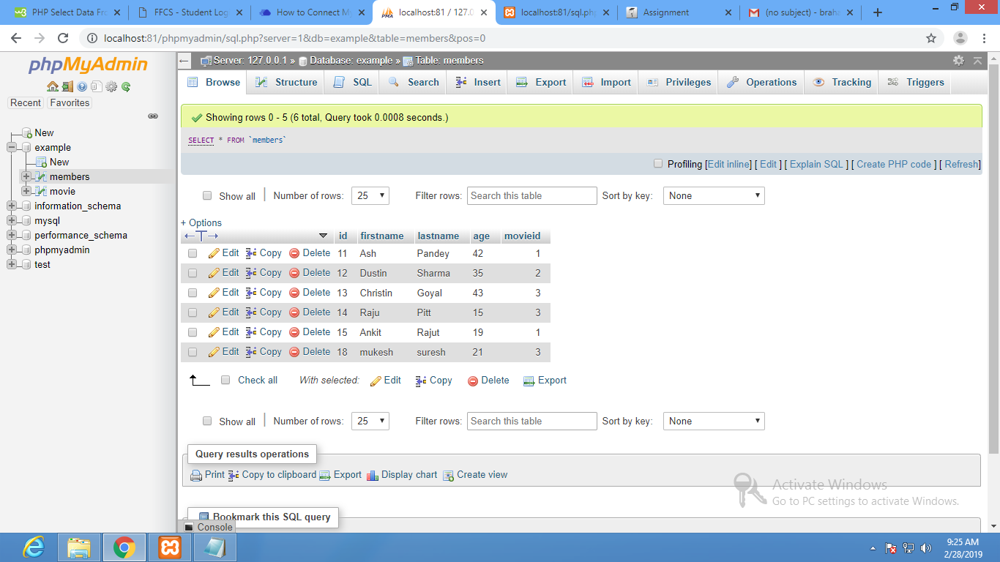 PHP Select Data Fro
FFCS - Student Log
How to Connect My
localhost:81 / 127.0
localhost:81/sql.ph
Assignment
(no subject) - brah
localhost:81/phpmyadmin/sql.php?server=1&db=example&table=members&pos=0
phpMyAdmin
Recent Favorites
New
example
New
members
movie
information_schema
mysql
performance_schema
phpmyadmin
test
Server: 127.0.0.1 » Database: example » Table: members
Browse Structure SQL Search Insert Export Import Privileges Operations Tracking Triggers
Showing rows 0 - 5 (6 total, Query took 0.0008 seconds.)
SELECT * FROM `members`
Profiling [Edit inline] [ Edit ] [ Explain SQL ] [ Create PHP code ] [ Refresh]
Show all Number of rows: 25 Filter rows: Search this table Sort by key: None
+ Options
id firstname lastname age movieid
Edit Copy Delete 11 Ash Pandey 42 1
Edit Copy Delete 12 Dustin Sharma 35 2
Edit Copy Delete 13 Christin Goyal 43 3
Edit Copy Delete 14 Raju Pitt 15 3
Edit Copy Delete 15 Ankit Rajut 19 1
Edit Copy Delete 18 mukesh suresh 21 3
Check all With selected: Edit Copy Delete Export
Show all Number of rows: 25 Filter rows: Search this table Sort by key: None
Query results operations
Print Copy to clipboard Export Display chart Create view
Bookmark this SQL query
Console
Activate Windows
Go to PC settings to activate Windows.
9:25 AM
2/28/2019